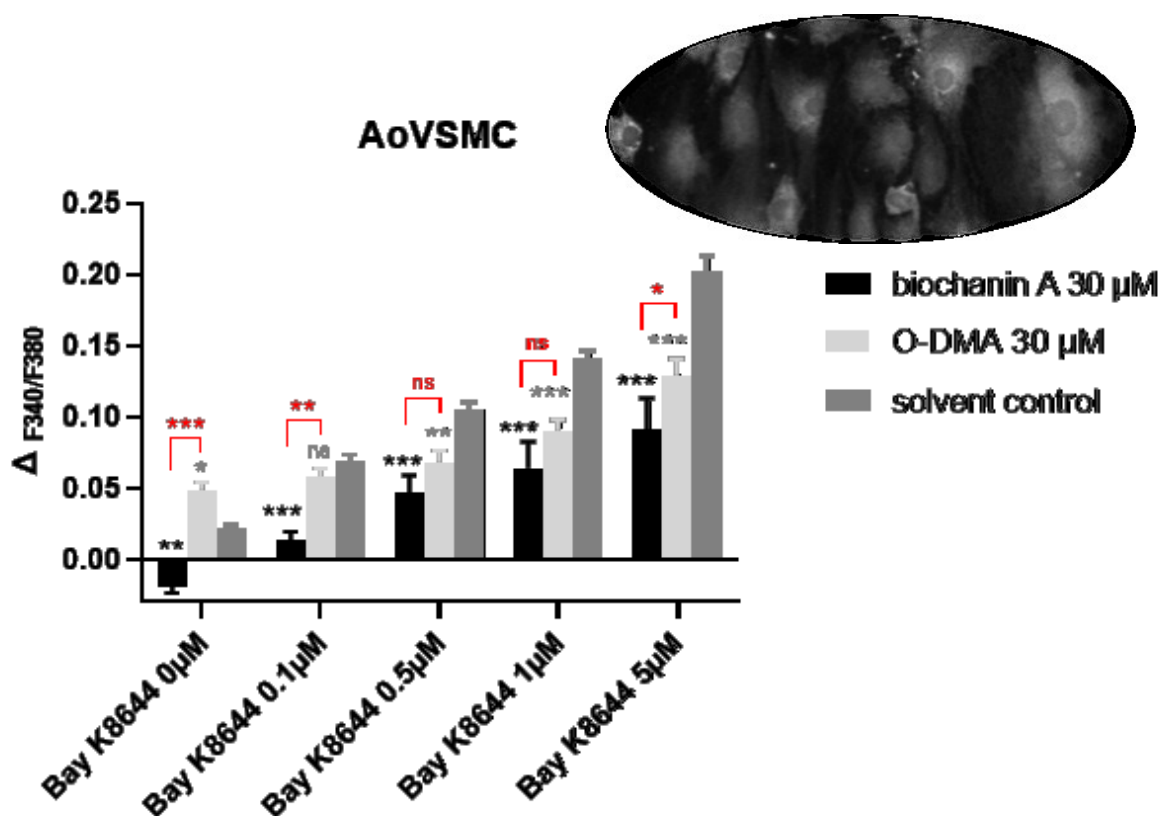 AoVSMC
0.25
0.20
0.15
0.10
0.05
0.00
Δ F340/F380
***
*
**
**
ns
***
ns
**
***
ns
***
***
*
***
***
biochanin A 30 µM
O-DMA 30 µM
solvent control
Bay K8644 0µM
Bay K8644 0.1µM
Bay K8644 0.5µM
Bay K8644 1µM
Bay K8644 5µM